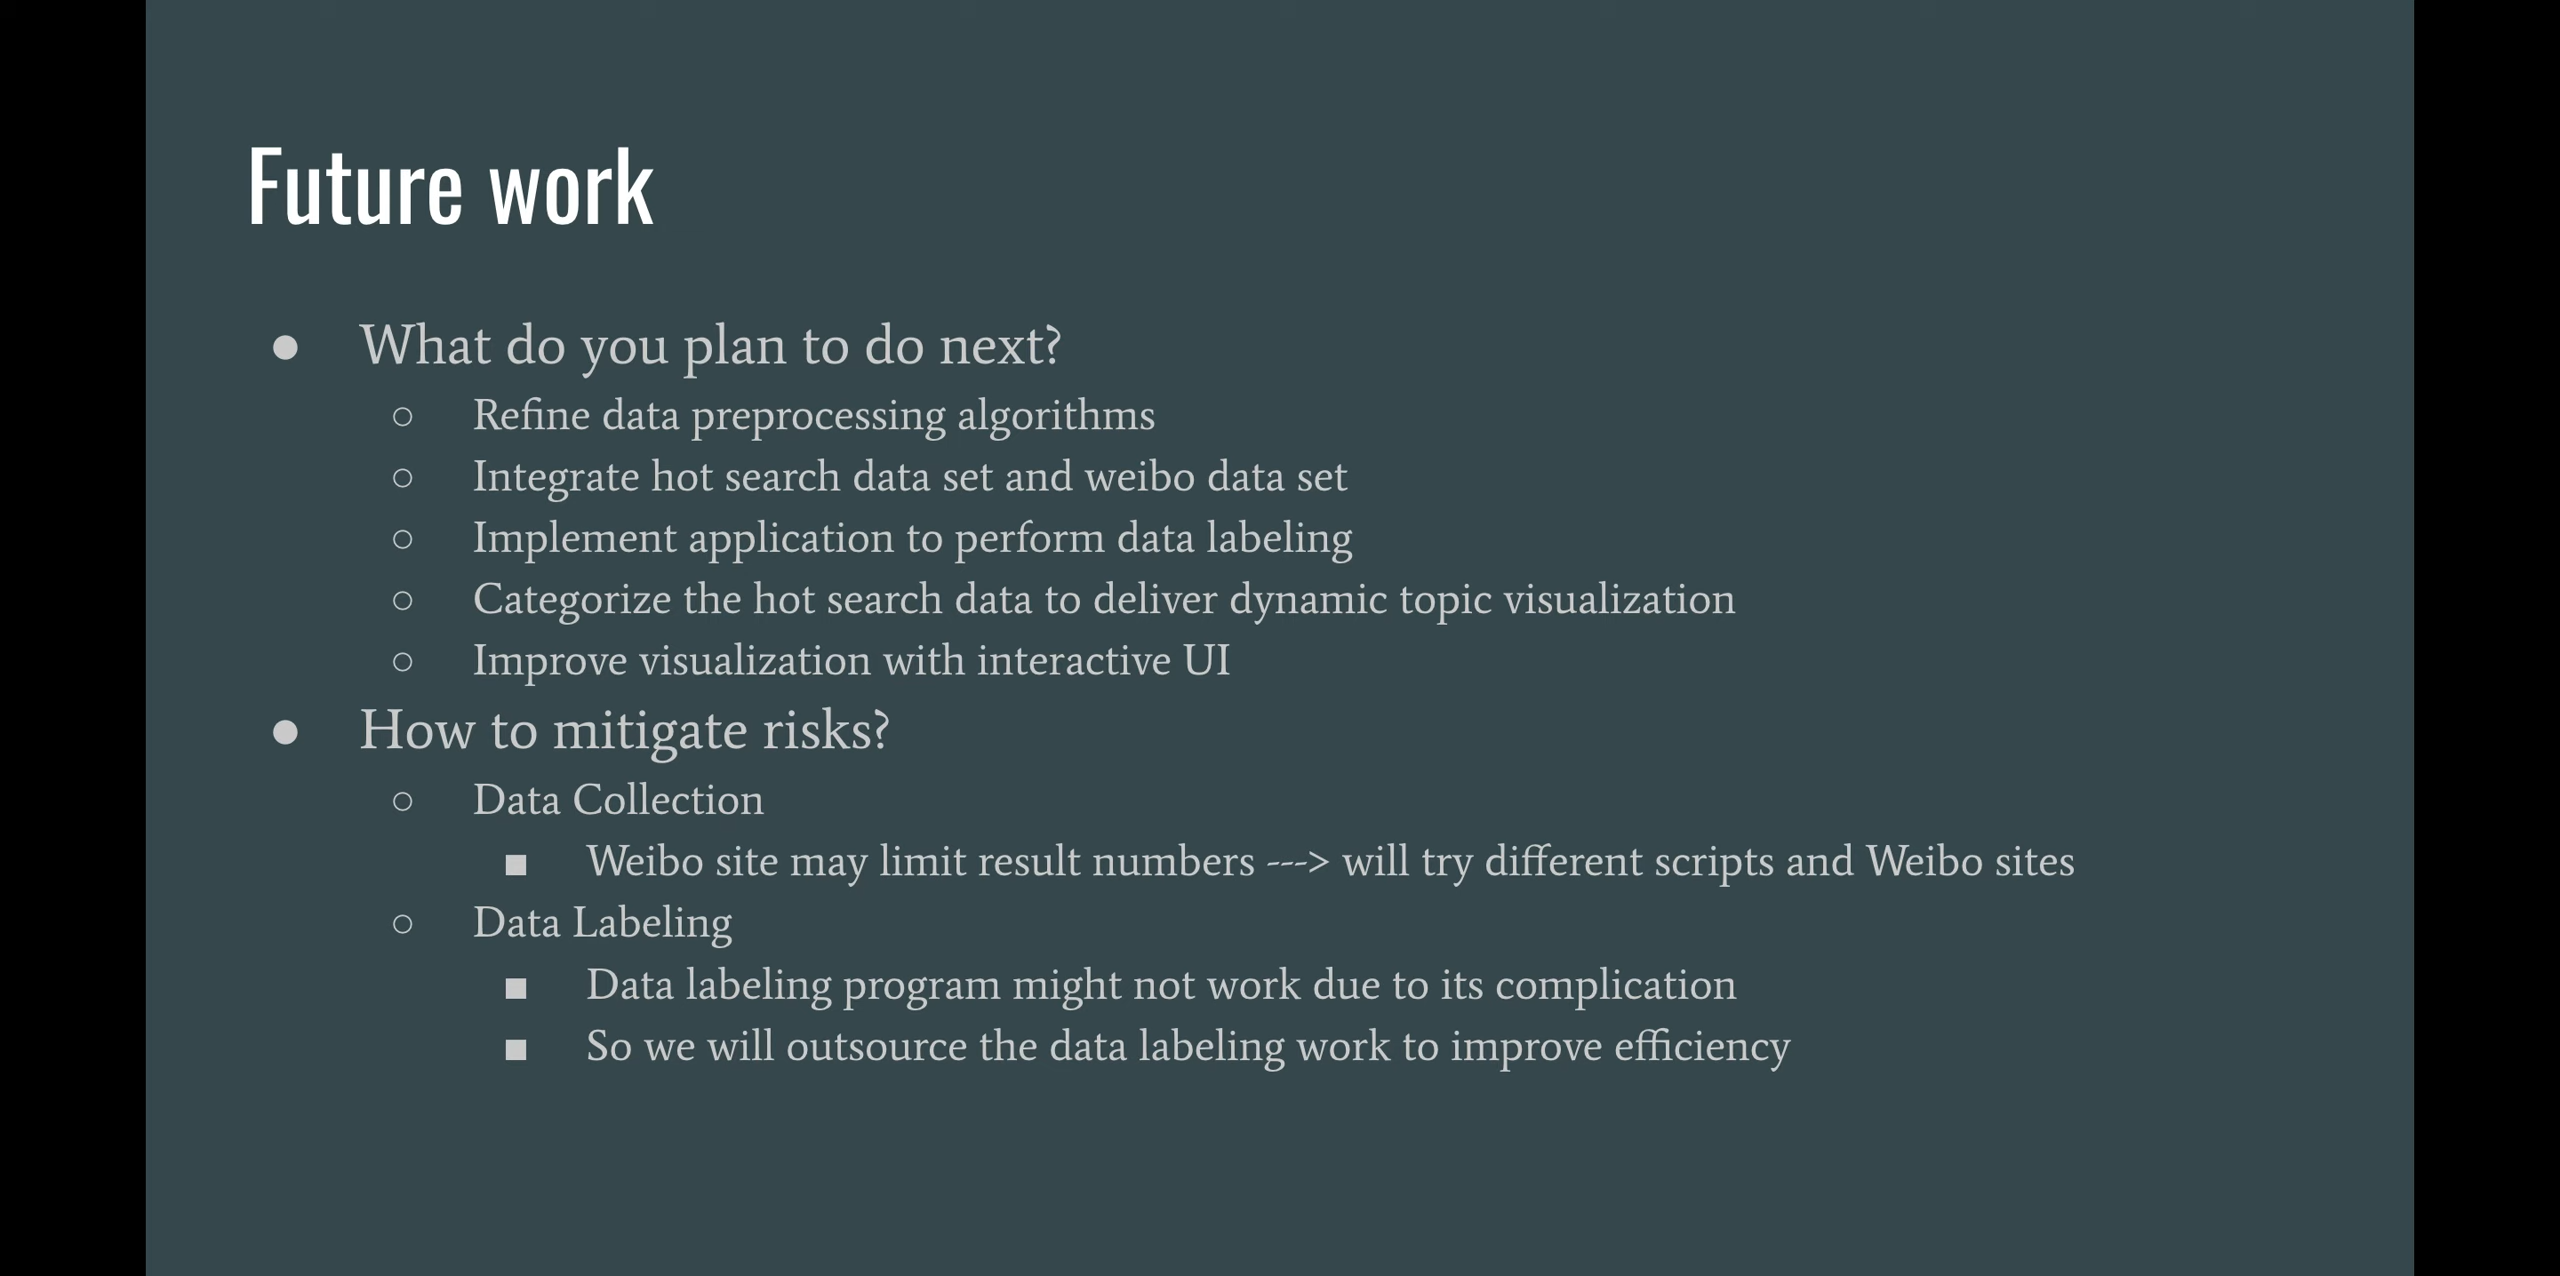 Future work
● What do you plan to do next?
○ Refine data preprocessing algorithms
○ Integrate hot search data set and weibo data set
○ Implement application to perform data labeling
○ Categorize the hot search data to deliver dynamic topic visualization
○ Improve visualization with interactive UI
● How to mitigate risks?
○ Data Collection
■ Weibo site may limit result numbers ---> will try different scripts and Weibo sites
○ Data Labeling
■ Data labeling program might not work due to its complication
■ So we will outsource the data labeling work to improve efficiency